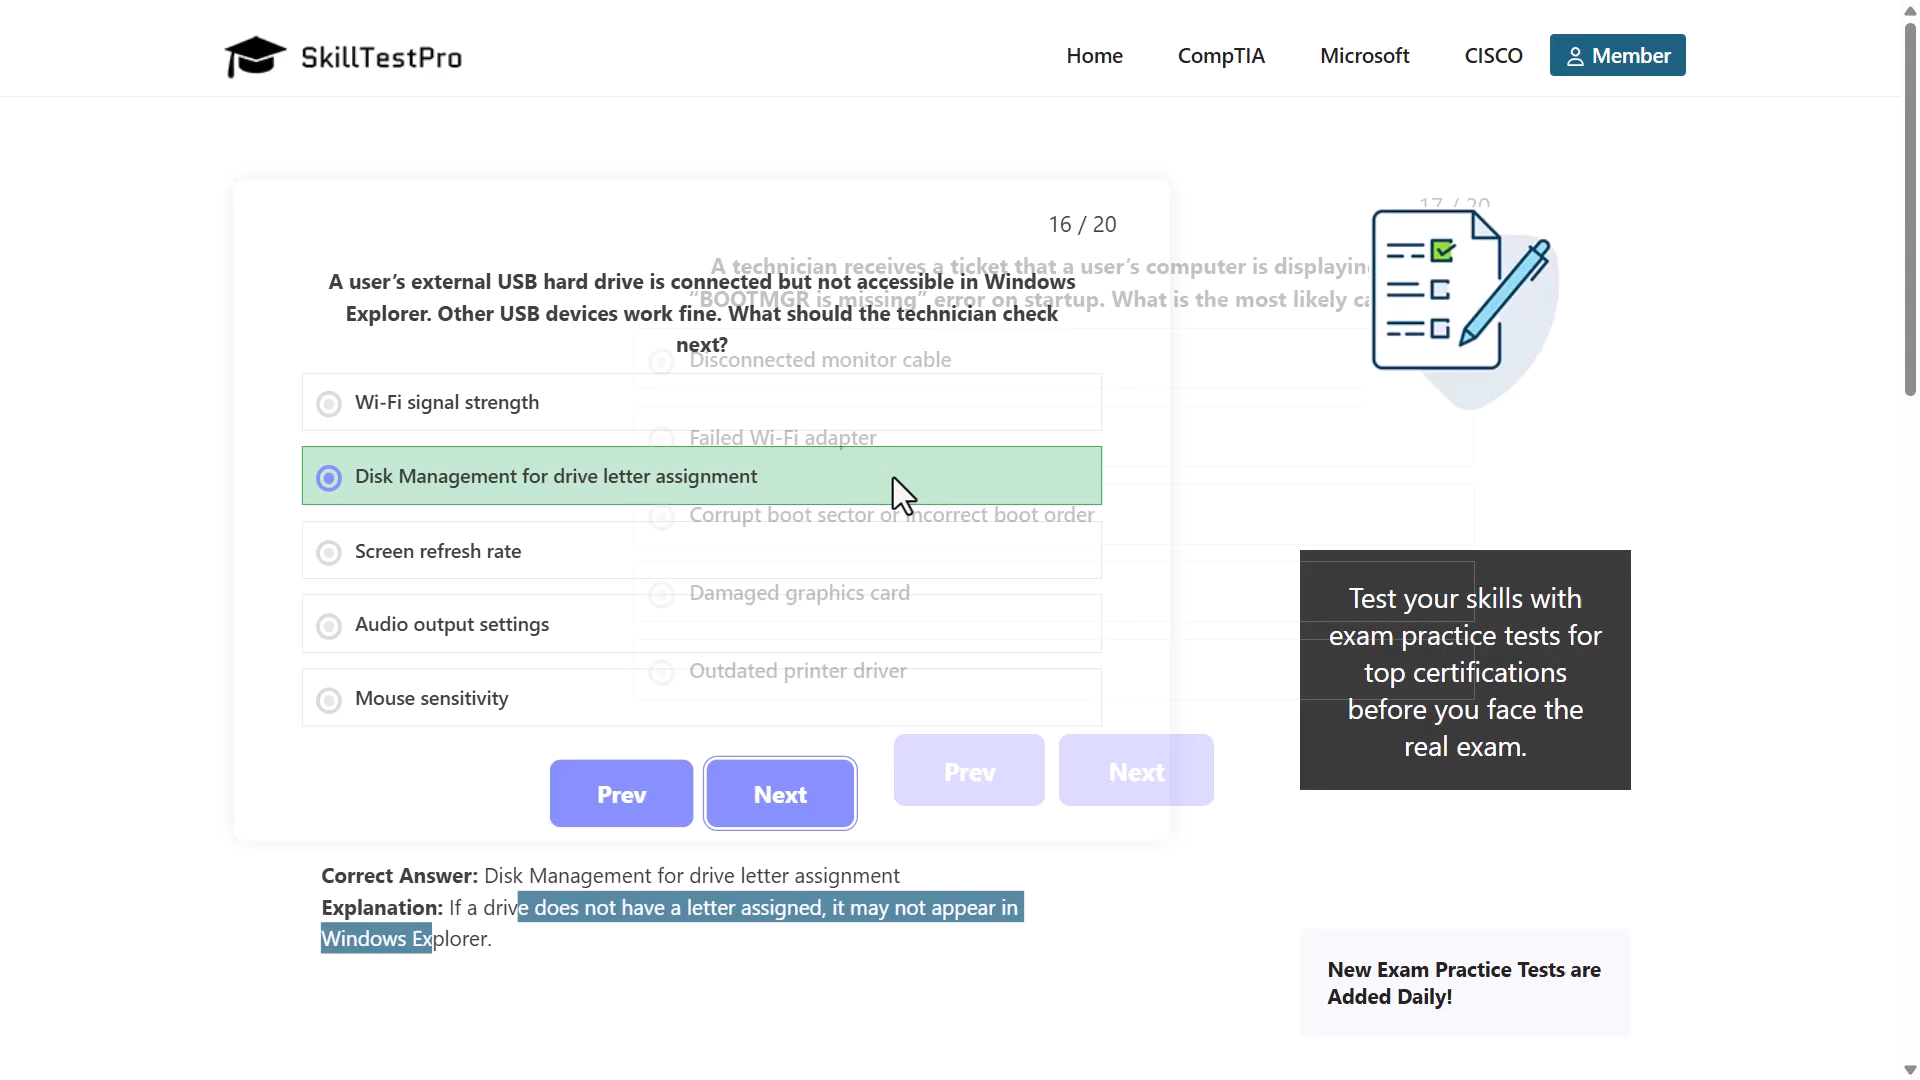 SkillTestPro
Home
CompTIA
Microsoft
CISCO
Member
16 / 20
A user’s external USB hard drive is connected but not accessible in Windows
Explorer. Other USB devices work fine. What should the technician check
next?
Wi-Fi signal strength
Disk Management for drive letter assignment
Screen refresh rate
Audio output settings
Mouse sensitivity
Prev
Next
Correct Answer: Disk Management for drive letter assignment
Explanation: If a drive does not have a letter assigned, it may not appear in
Windows Explorer.
17 / 20
A technician receives a ticket that a user’s computer is displaying
“BOOTMGR is missing” error on startup. What is the most likely
Disconnected monitor cable
Failed Wi-Fi adapter
Corrupt boot sector or incorrect boot order
Damaged graphics card
Outdated printer driver
Prev
Next
Test your skills with
exam practice tests for
top certifications
before you face the
real exam.
New Exam Practice Tests are
Added Daily!